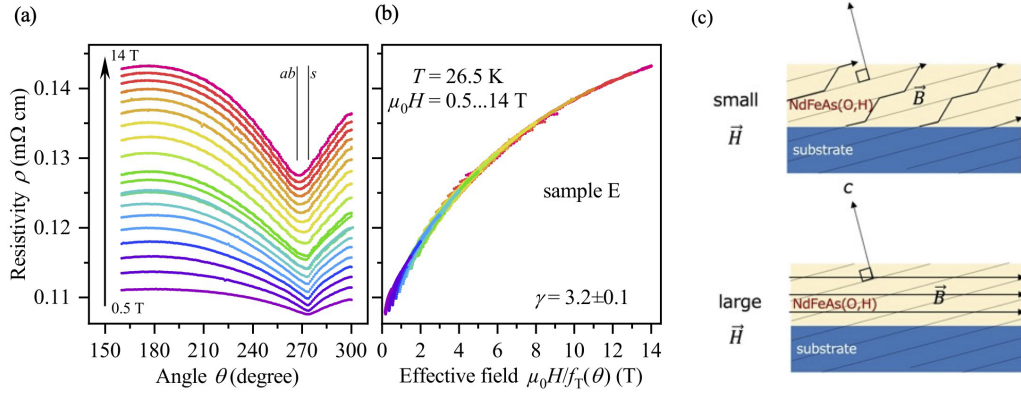 (a)
14 T
0.5 T
ab
s
Resistivity ρ (mΩ cm)
0.14
0.13
0.12
0.11
150 180 210 240 270 300
Angle θ (degree)
(b)
T = 26.5 K
μ₀H = 0.5...14 T
sample E
γ = 3.2±0.1
0 2 4 6 8 10 12 14
Effective field μ₀H/f_T(θ) (T)
(c)
small
H⃗
NdFeAs(O,H)
B⃗
substrate
c
large
H⃗
NdFeAs(O,H)
B⃗
substrate